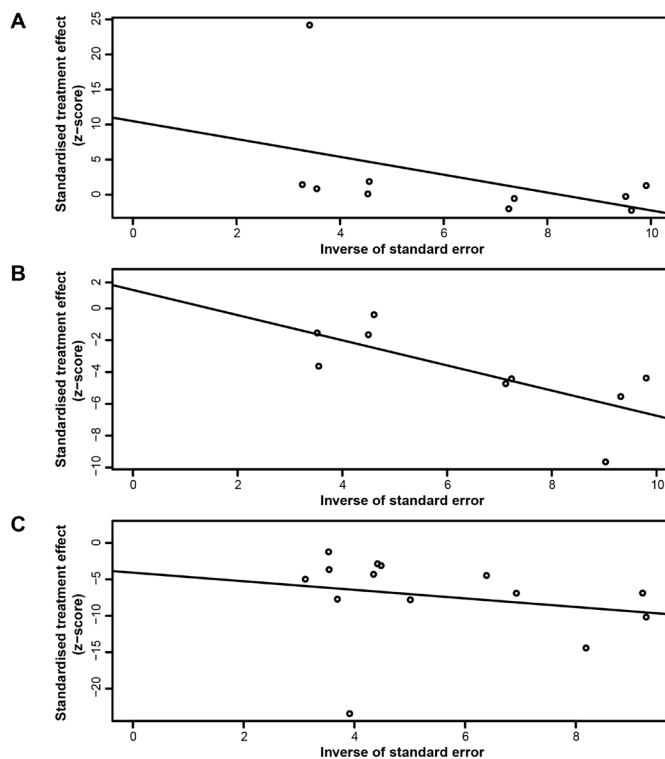 A
Standardised treatment effect
(z−score)
25
20
15
10
5
0
0
2
4
6
8
10
Inverse of standard error
B
Standardised treatment effect
(z−score)
2
0
−2
−4
−6
−8
−10
0
2
4
6
8
10
Inverse of standard error
C
Standardised treatment effect
(z−score)
0
−5
−10
−15
−20
0
2
4
6
8
Inverse of standard error